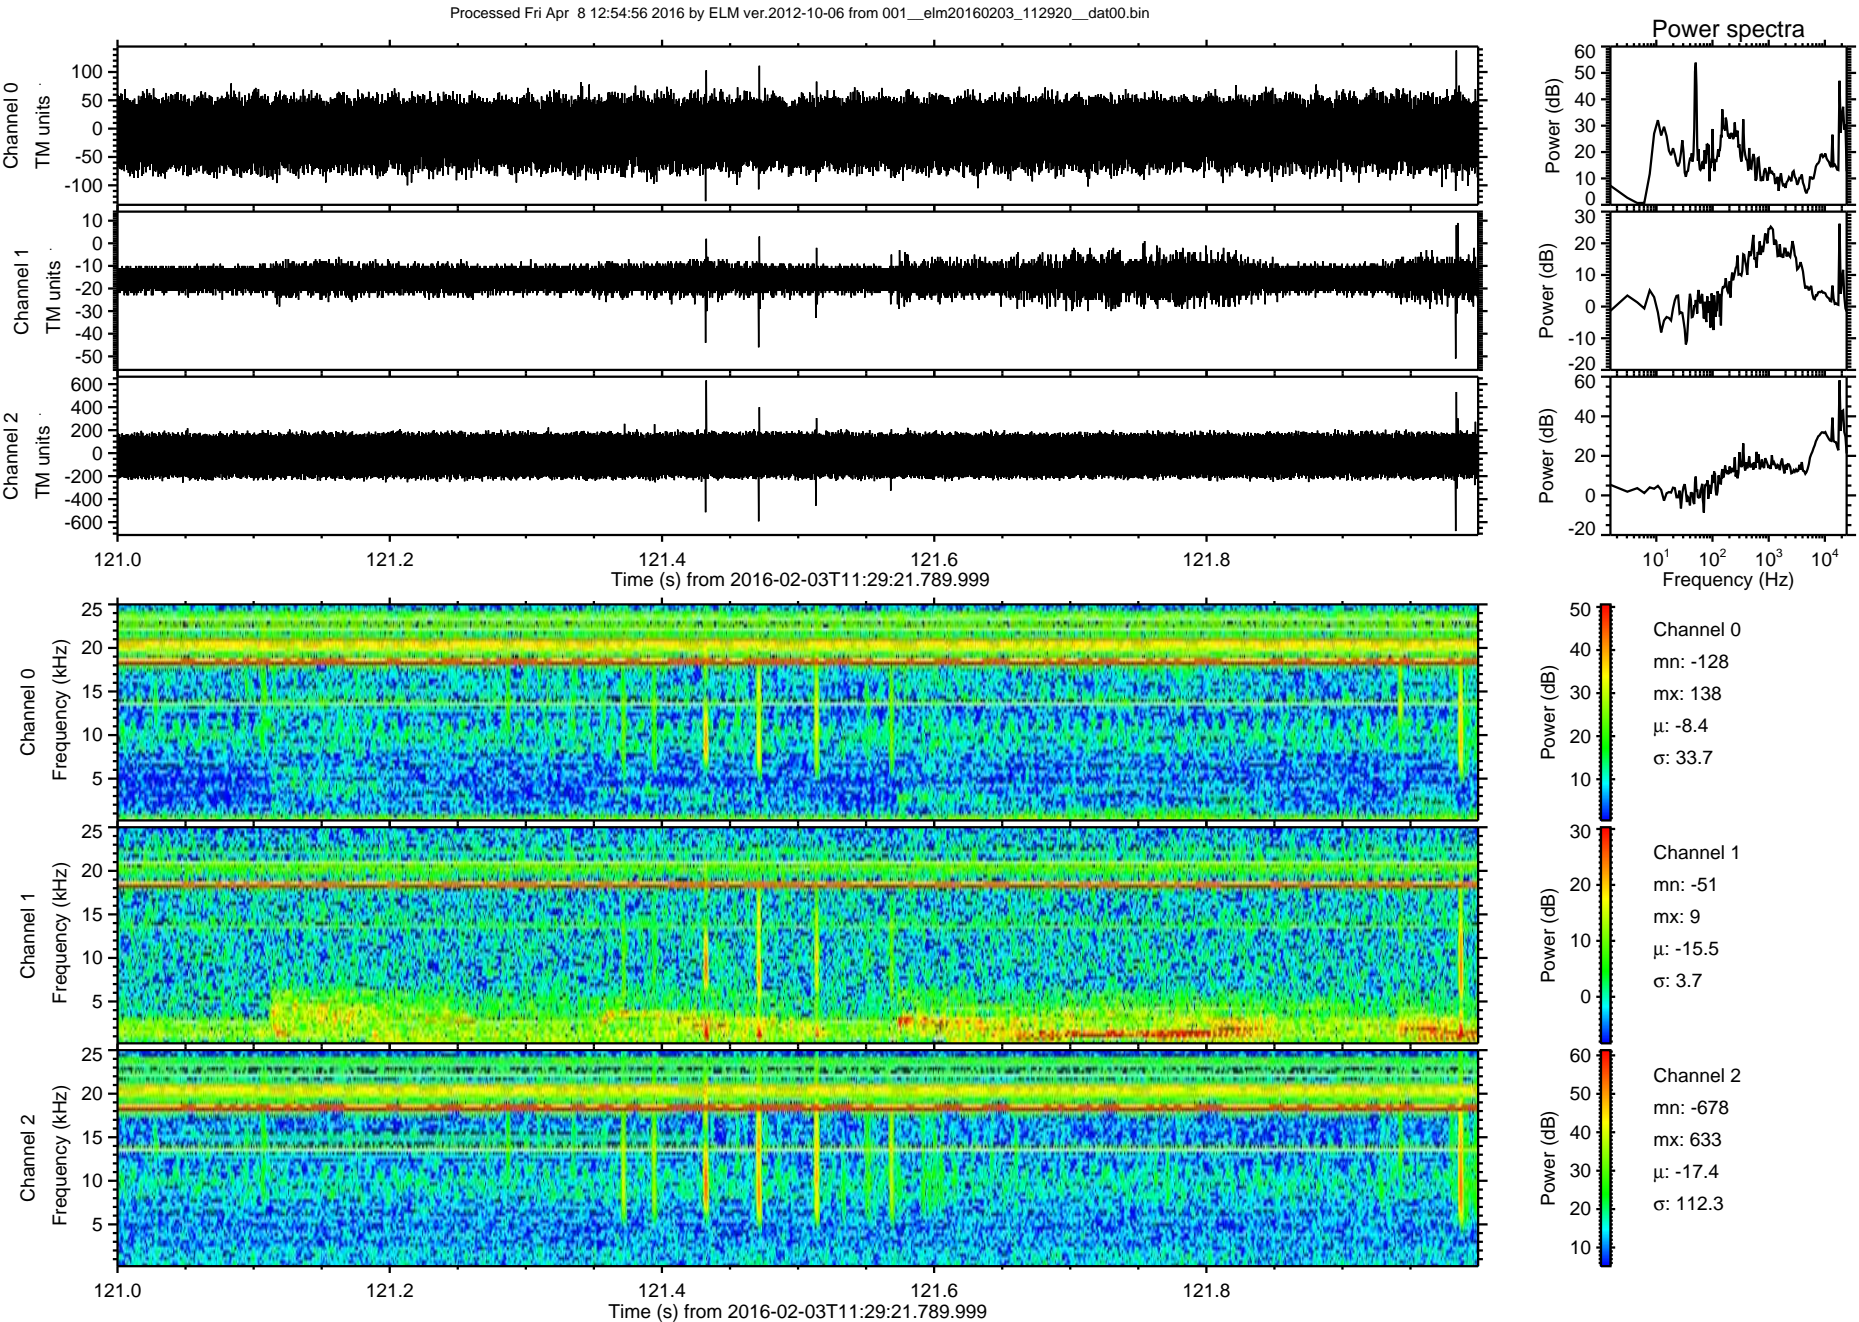 Processed Fri Apr 8 12:54:56 2016 by ELM ver.2012-10-06 from 001__elm20160203_112920__dat00.bin
Power spectra
Channel 0
TM units
100
50
0
-50
-100
Power (dB)
60
50
40
30
20
10
0
Channel 1
TM units
10
0
-10
-20
-30
-40
-50
Power (dB)
30
20
10
0
-10
-20
Channel 2
TM units
600
400
200
0
-200
-400
-600
Power (dB)
60
40
20
0
-20
121.0 121.2 121.4 121.6 121.8
Time (s) from 2016-02-03T11:29:21.789.999
10¹ 10² 10³ 10⁴
Frequency (Hz)
Channel 0
Frequency (kHz)
25
20
15
10
5
Power (dB)
50
40
30
20
10
Channel 0
mn: -128
mx: 138
μ: -8.4
σ: 33.7
Channel 1
Frequency (kHz)
25
20
15
10
5
Power (dB)
30
20
10
0
Channel 1
mn: -51
mx: 9
μ: -15.5
σ: 3.7
Channel 2
Frequency (kHz)
25
20
15
10
5
Power (dB)
60
50
40
30
20
10
Channel 2
mn: -678
mx: 633
μ: -17.4
σ: 112.3
121.0 121.2 121.4 121.6 121.8
Time (s) from 2016-02-03T11:29:21.789.999